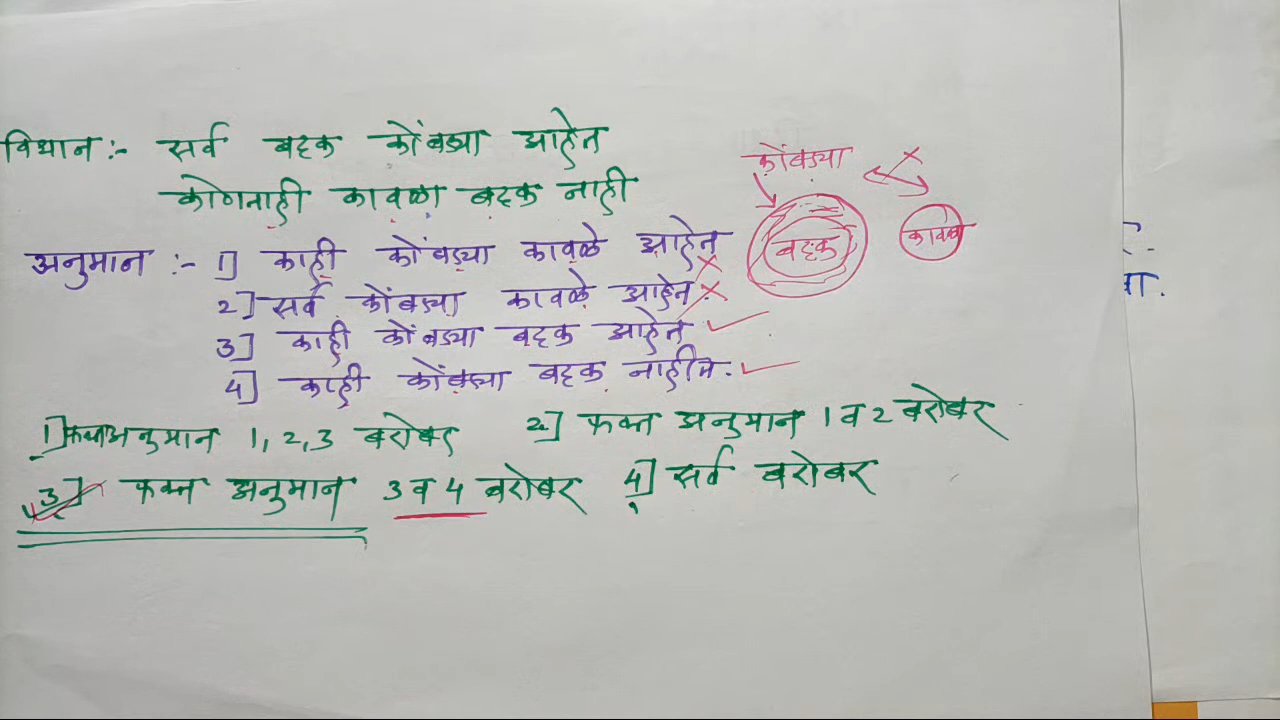 विधान :- सर्व बदक कोंबड्या आहेत
कोणताही कावळा बदक नाही
अनुमान :- 1] काही कोंबड्या कावळे आहेत ×
2] सर्व कोंबड्या कावळे आहेत. ×
3] काही कोंबड्या बदक आहेत ✓
4] काही कोंबड्या बदक नाहीत. ✓
कोंबड्या
×
बदक
कावळा
1] फक्त अनुमान 1, 2, 3 बरोबर 2] फक्त अनुमान 1 व 2 बरोबर
3] फक्त अनुमान 3 व 4 बरोबर 4] सर्व बरोबर